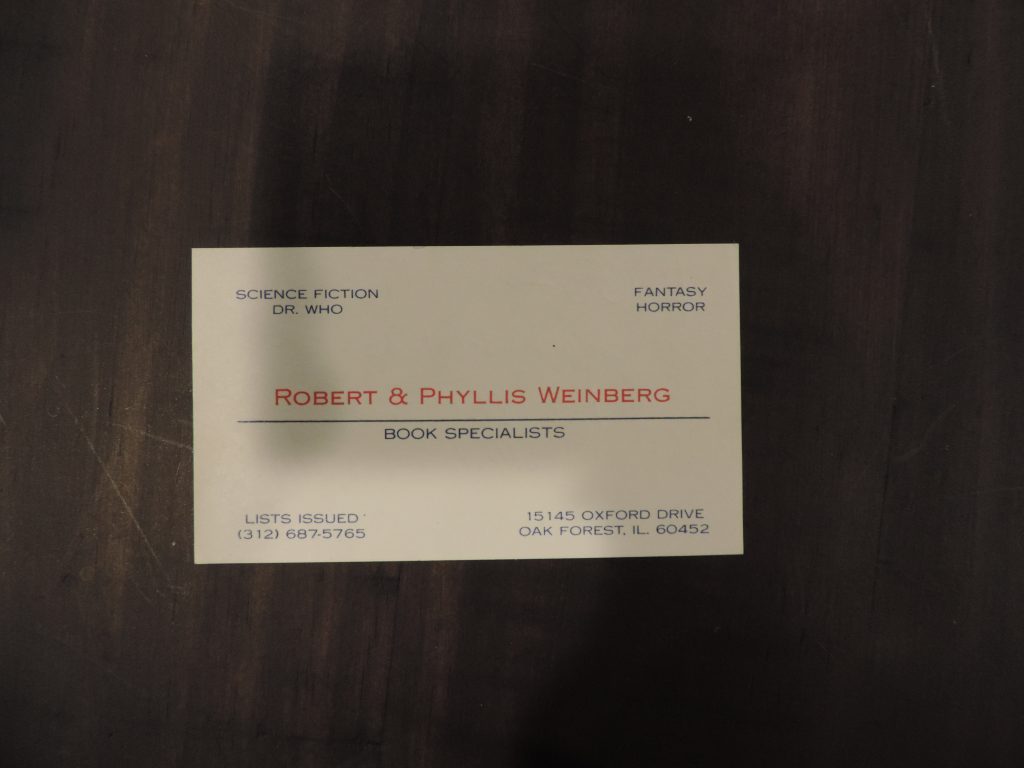 SCIENCE FICTION
DR. WHO
FANTASY
HORROR
ROBERT & PHYLLIS WEINBERG
BOOK SPECIALISTS
LISTS ISSUED
(312) 687-5765
15145 OXFORD DRIVE
OAK FOREST, IL. 60452